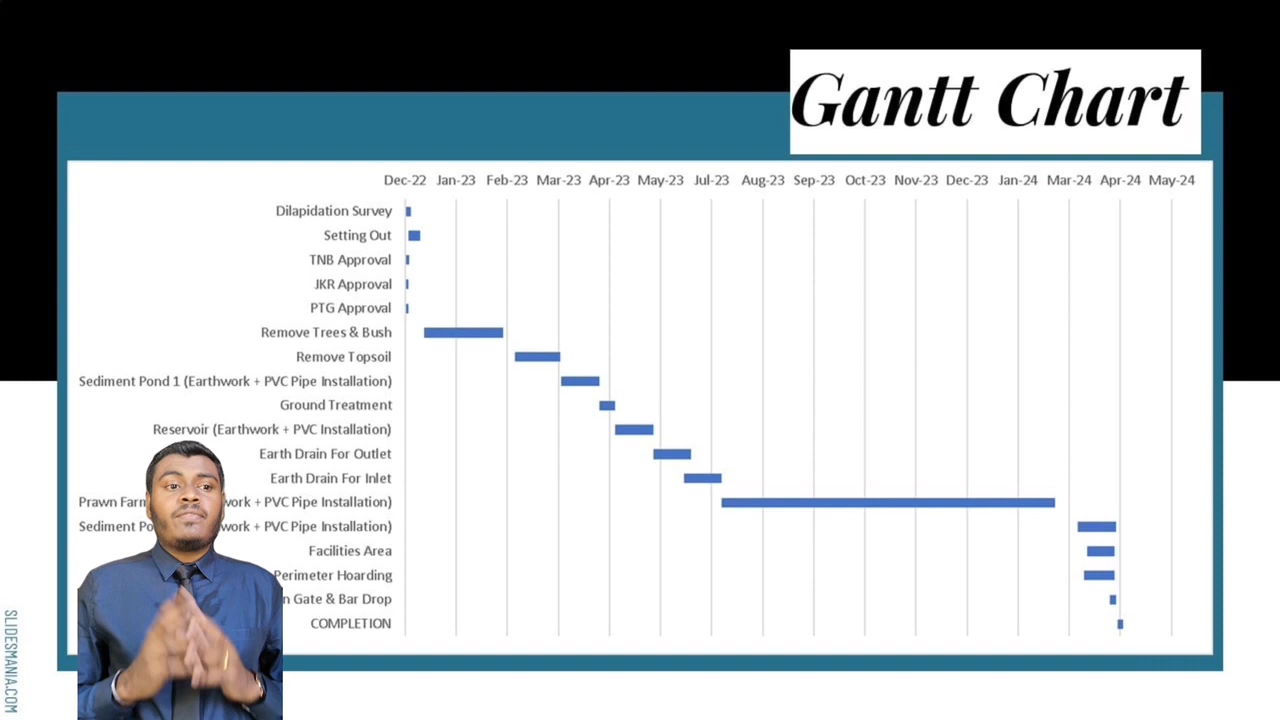 Gantt Chart
Dec-22 Jan-23 Feb-23 Mar-23 Apr-23 May-23 Jul-23 Aug-23 Sep-23 Oct-23 Nov-23 Dec-23 Jan-24 Mar-24 Apr-24 May-24
Dilapidation Survey
Setting Out
TNB Approval
JKR Approval
PTG Approval
Remove Trees & Bush
Remove Topsoil
Sediment Pond 1 (Earthwork + PVC Pipe Installation)
Ground Treatment
Reservoir (Earthwork + PVC Installation)
Earth Drain For Outlet
Earth Drain For Inlet
Prawn + PVC Pipe Installation)
Sediment + PVC Pipe Installation)
Facilities Area
Perimeter Hoarding
Gate & Bar Drop
COMPLETION
SLIDESMANIA.COM